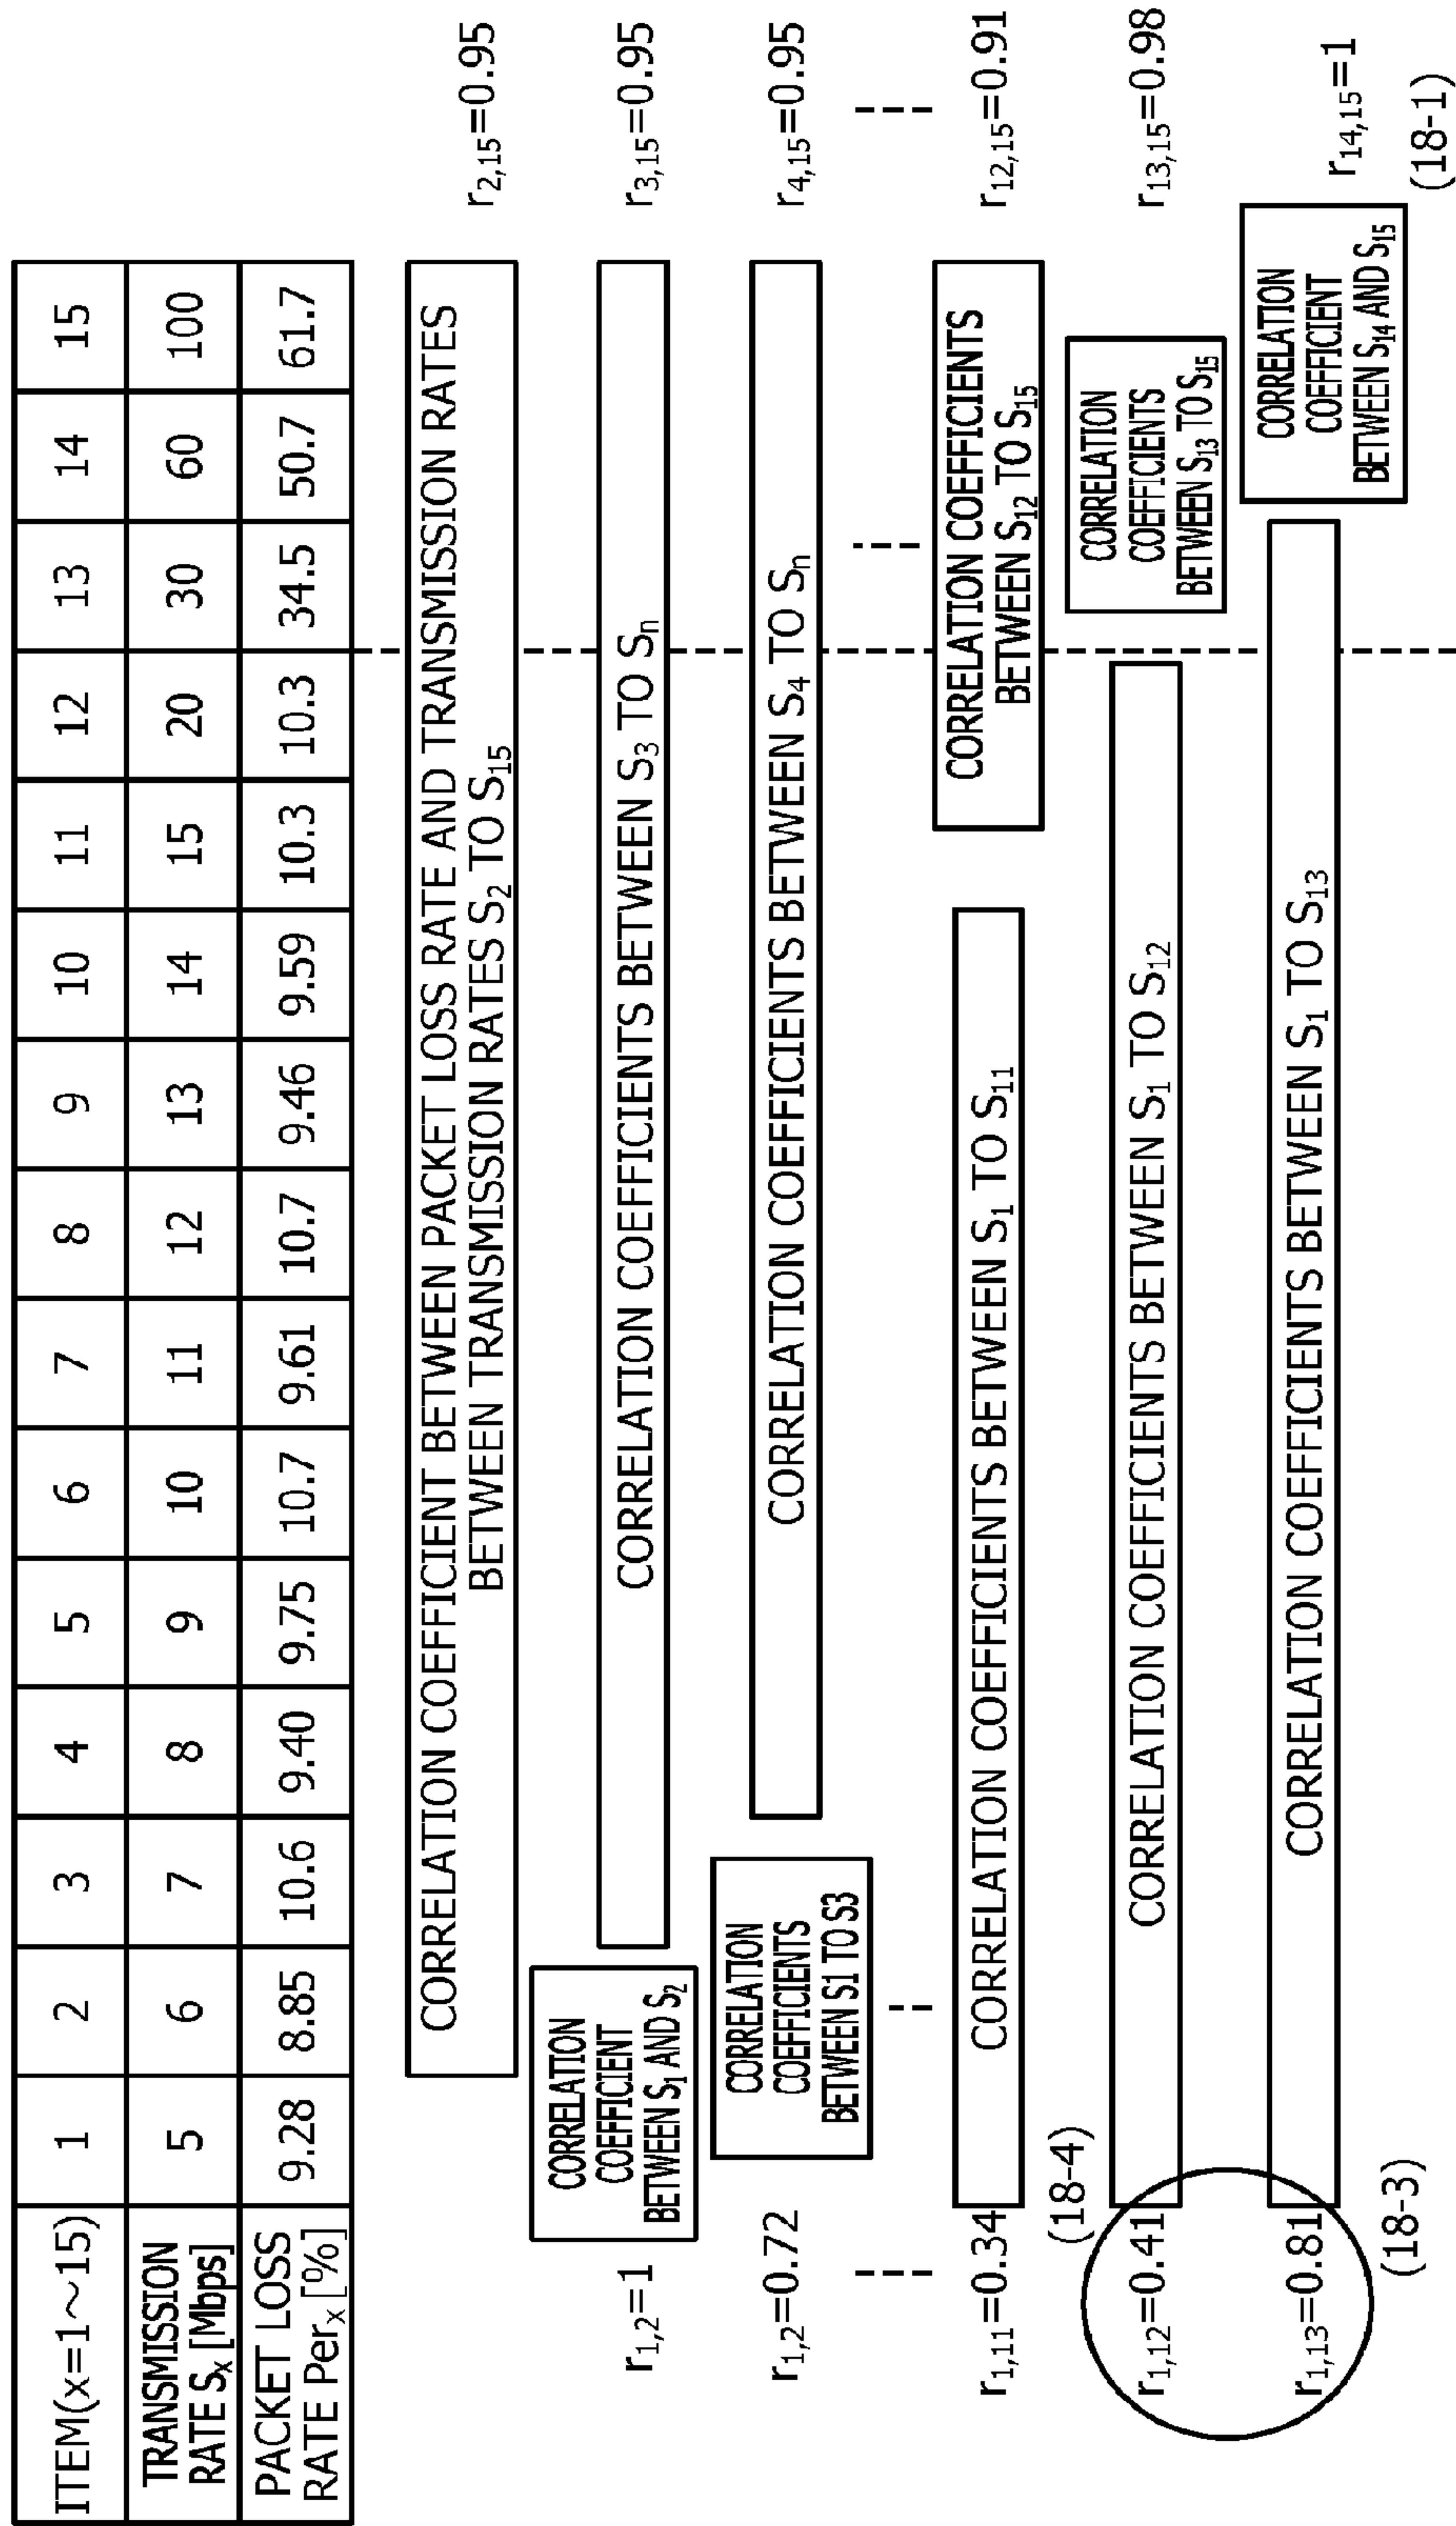 ITEM(x=1~15) 1 2 3 4 5 6 7 8 9 10 11 12 13 14 15
TRANSMISSION
RATE Sx [Mbps] 5 6 7 8 9 10 11 12 13 14 15 20 30 60 100
PACKET LOSS
RATE Perx [%] 9.28 8.85 10.6 9.40 9.75 10.7 9.61 10.7 9.46 9.59 10.3 10.3 34.5 50.7 61.7
CORRELATION COEFFICIENT BETWEEN PACKET LOSS RATE AND TRANSMISSION RATES
BETWEEN TRANSMISSION RATES S2 TO S15
r2,15=0.95
r1,2=1
CORRELATION
COEFFICIENT
BETWEEN S1 AND S2
CORRELATION COEFFICIENTS BETWEEN S3 TO Sn
r3,15=0.95
r1,2=0.72
CORRELATION
COEFFICIENTS
BETWEEN S1 TO S3
CORRELATION COEFFICIENTS BETWEEN S4 TO Sn
r4,15=0.95
r1,11=0.34
CORRELATION COEFFICIENTS BETWEEN S1 TO S11
CORRELATION COEFFICIENTS
BETWEEN S12 TO S15
r12,15=0.91
(18-4)
r1,12=0.41
CORRELATION COEFFICIENTS BETWEEN S1 TO S12
CORRELATION
COEFFICIENTS
BETWEEN S13 TO S15
r13,15=0.98
r1,13=0.81
CORRELATION COEFFICIENTS BETWEEN S1 TO S13
CORRELATION
COEFFICIENT
BETWEEN S14 AND S15
r14,15=1
(18-3)
(18-1)